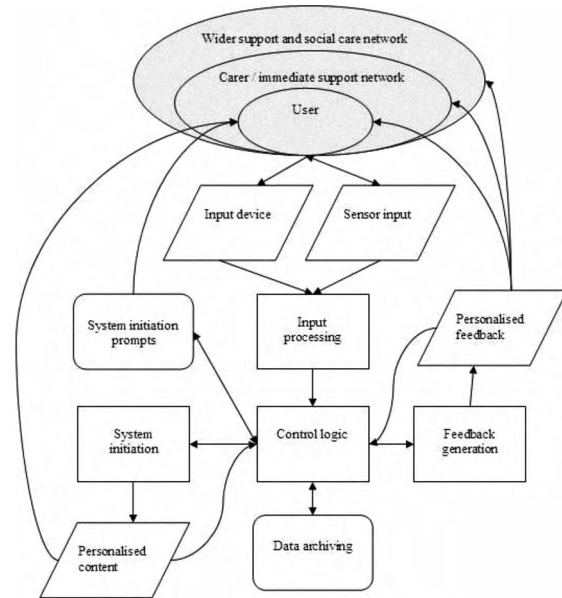 Wider support and social care network
Carer / immediate support network
User
Input device
Sensor input
System initiation
prompts
Input
processing
Personalised
feedback
System
initiation
Control logic
Feedback
generation
Personalised
content
Data archiving